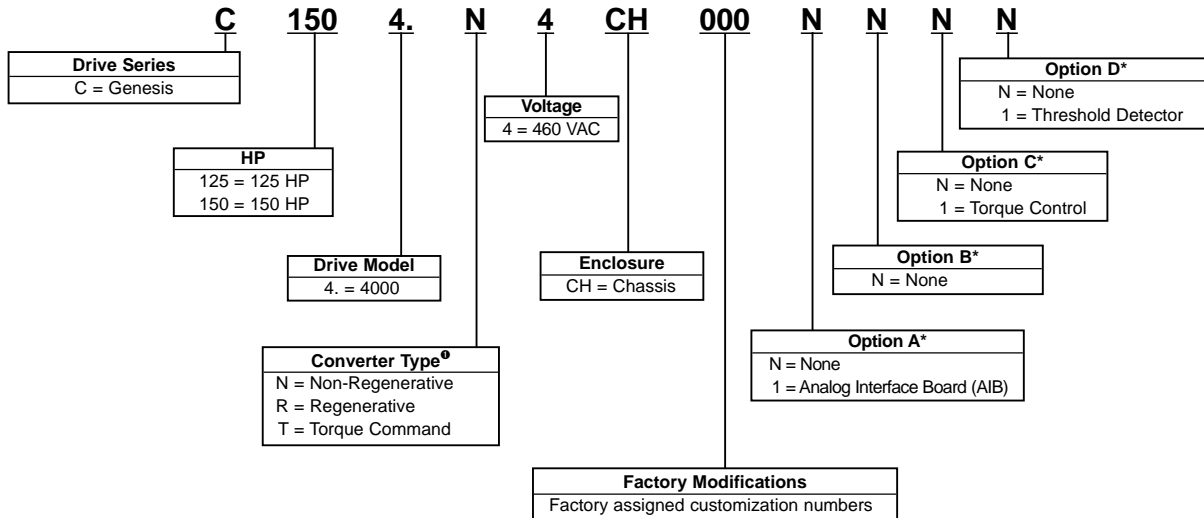 C 150 4. N 4 CH 000 N N N N
Drive Series
C = Genesis
HP
125 = 125 HP
150 = 150 HP
Drive Model
4. = 4000
Converter Type❶
N = Non-Regenerative
R = Regenerative
T = Torque Command
Voltage
4 = 460 VAC
Enclosure
CH = Chassis
Factory Modifications
Factory assigned customization numbers
Option A*
N = None
1 = Analog Interface Board (AIB)
Option B*
N = None
Option C*
N = None
1 = Torque Control
Option D*
N = None
1 = Threshold Detector